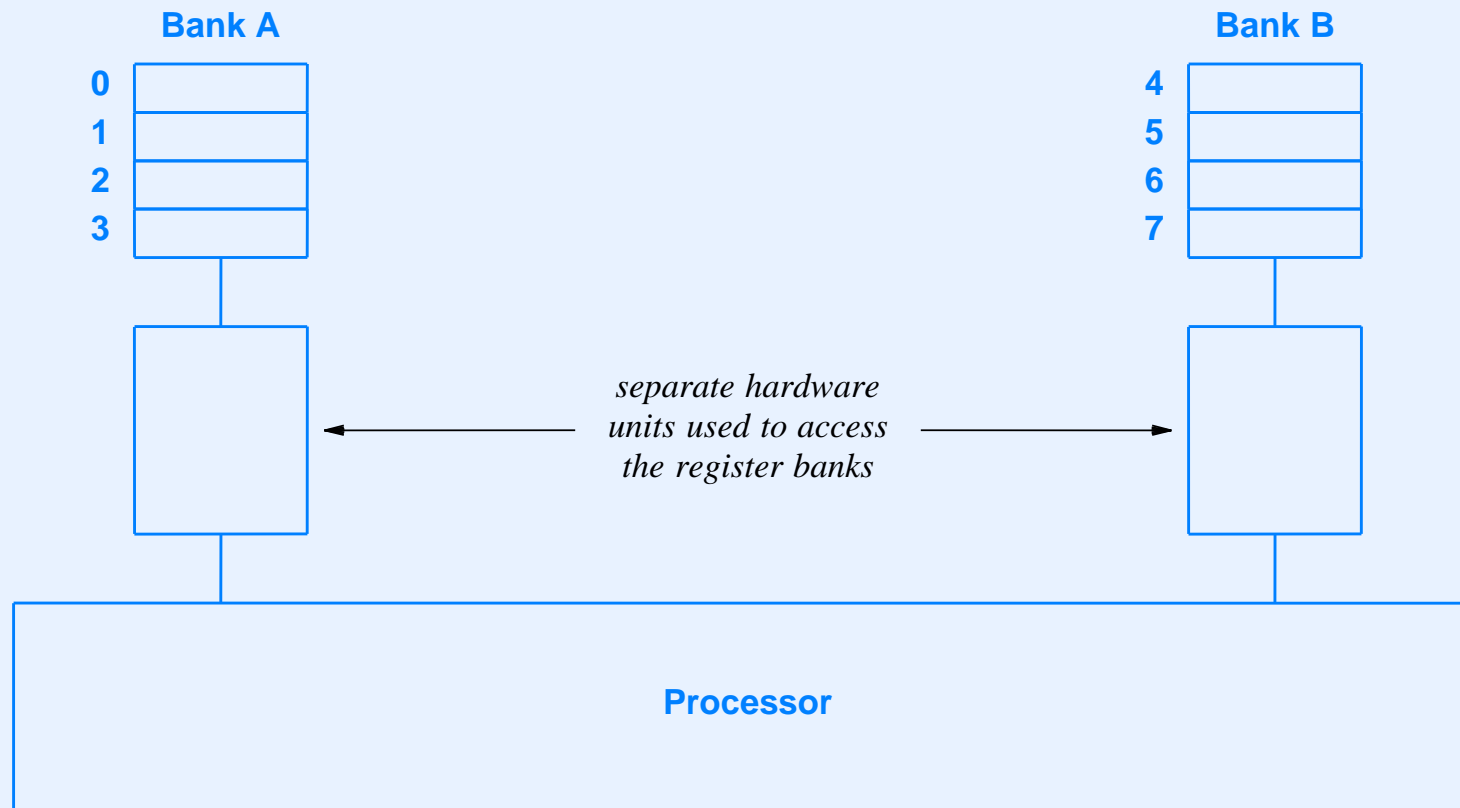 Bank A
0
1
2
3
Bank B
4
5
6
7
separate hardware
units used to access
the register banks
Processor